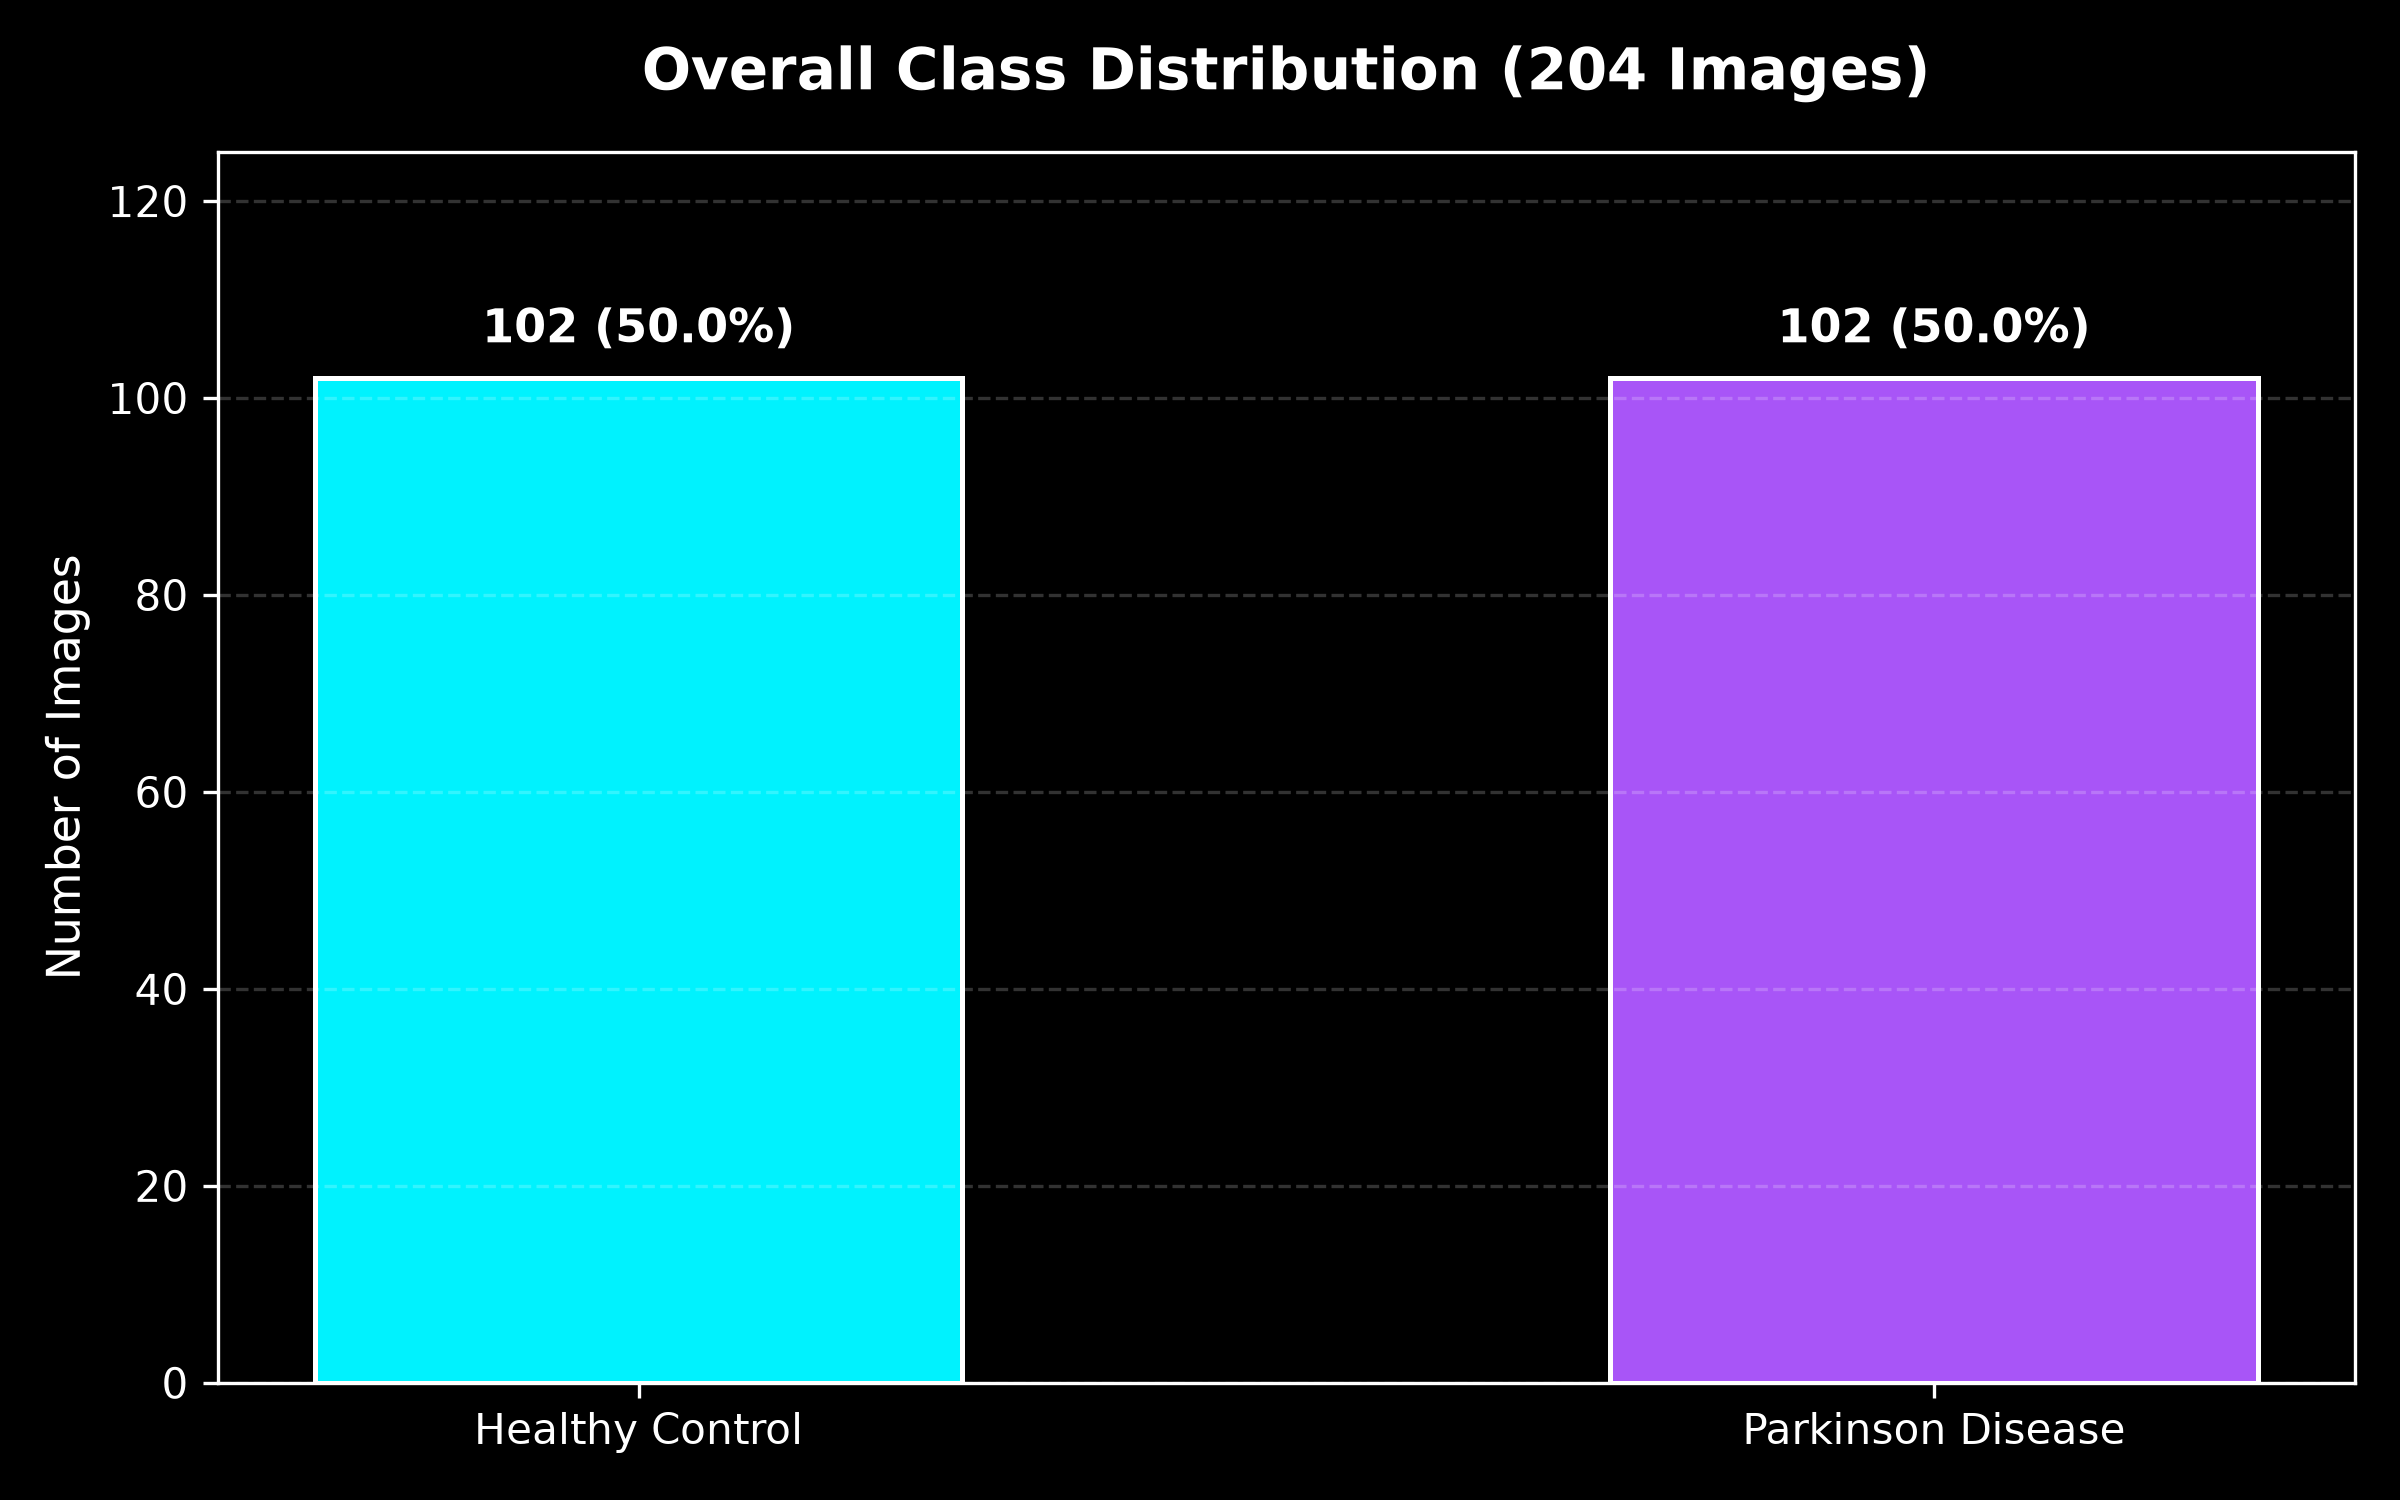 Overall Class Distribution (204 Images)
Number of Images
120
100
80
60
40
20
0
102 (50.0%)
102 (50.0%)
Healthy Control
Parkinson Disease